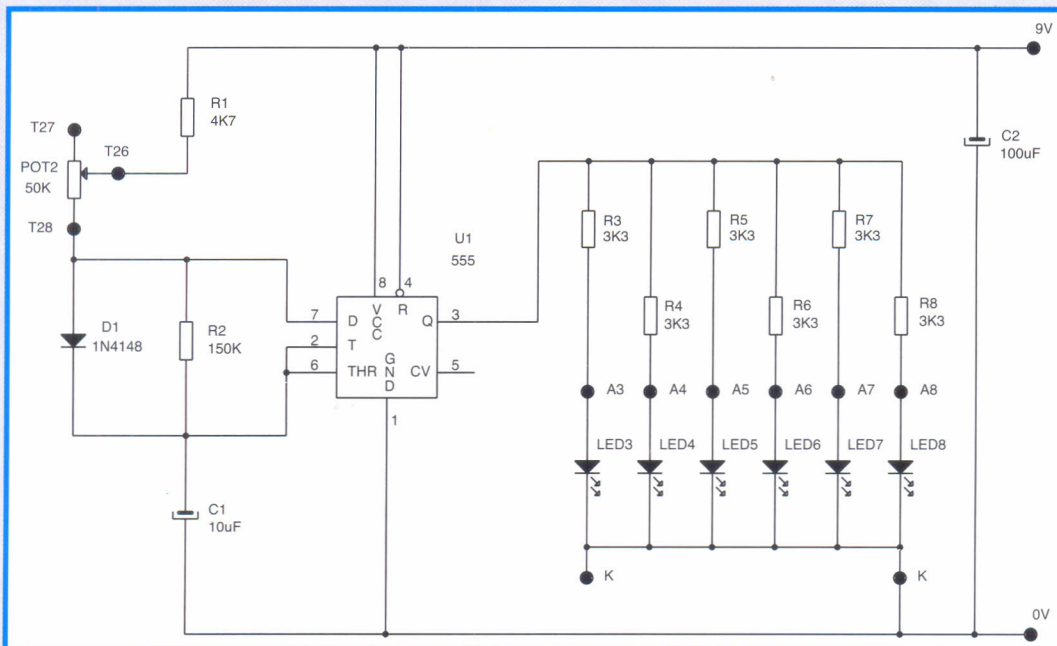 9V
R1
4K7
T27
T26
C2
100uF
POT2
50K
T28
R3
3K3
R5
3K3
R7
3K3
U1
555
8
4
R4
3K3
R6
3K3
R8
3K3
VCC
R
7
D
Q
3
D1
1N4148
R2
150K
2
T
6
THR
GND
CV
5
A3
A4
A5
A6
A7
A8
1
LED3
LED4
LED5
LED6
LED7
LED8
C1
10uF
K
K
0V